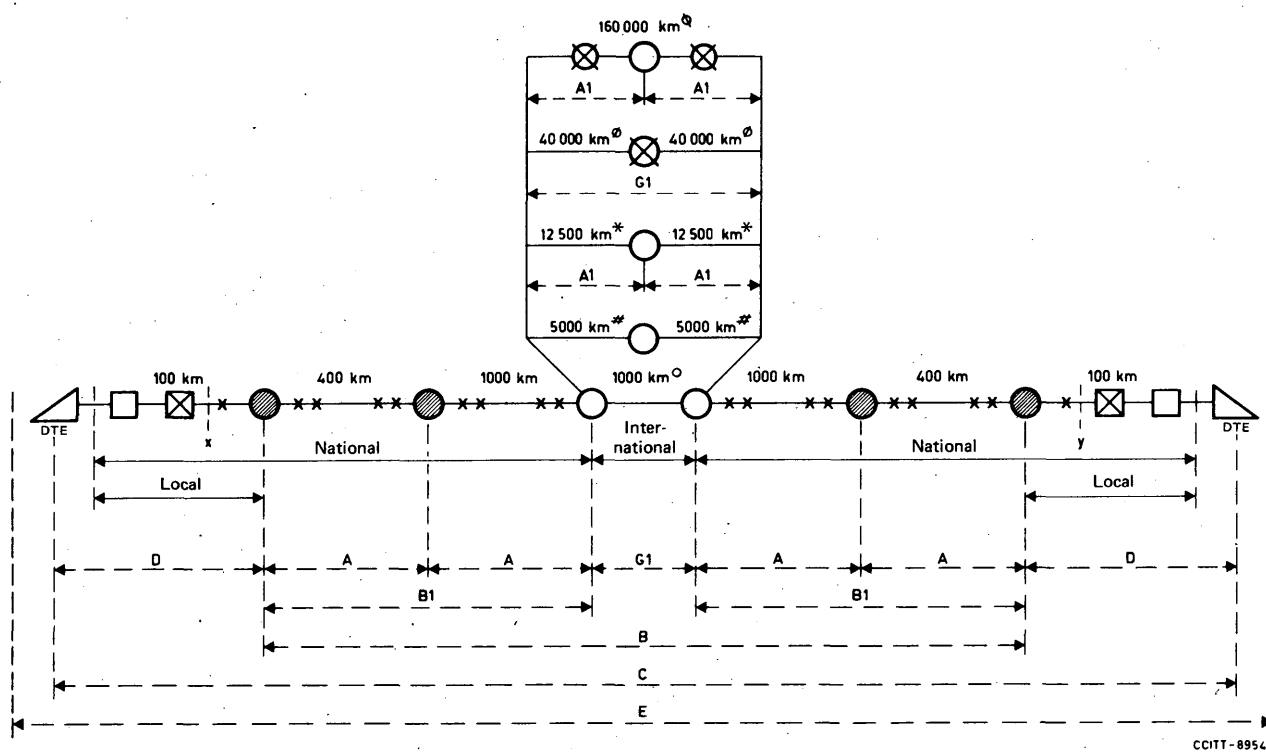 160 000 km⌀
A1 A1
40 000 km⌀ 40 000 km⌀
G1
12 500 km* 12 500 km*
A1 A1
5000 km# 5000 km#
100 km 400 km 1000 km 1000 km○ 1000 km 400 km 100 km
DTE x y DTE
National Inter-national National
Local Local
D A A G1 A A D
B1 B1
B
C
E
CCITT-8954